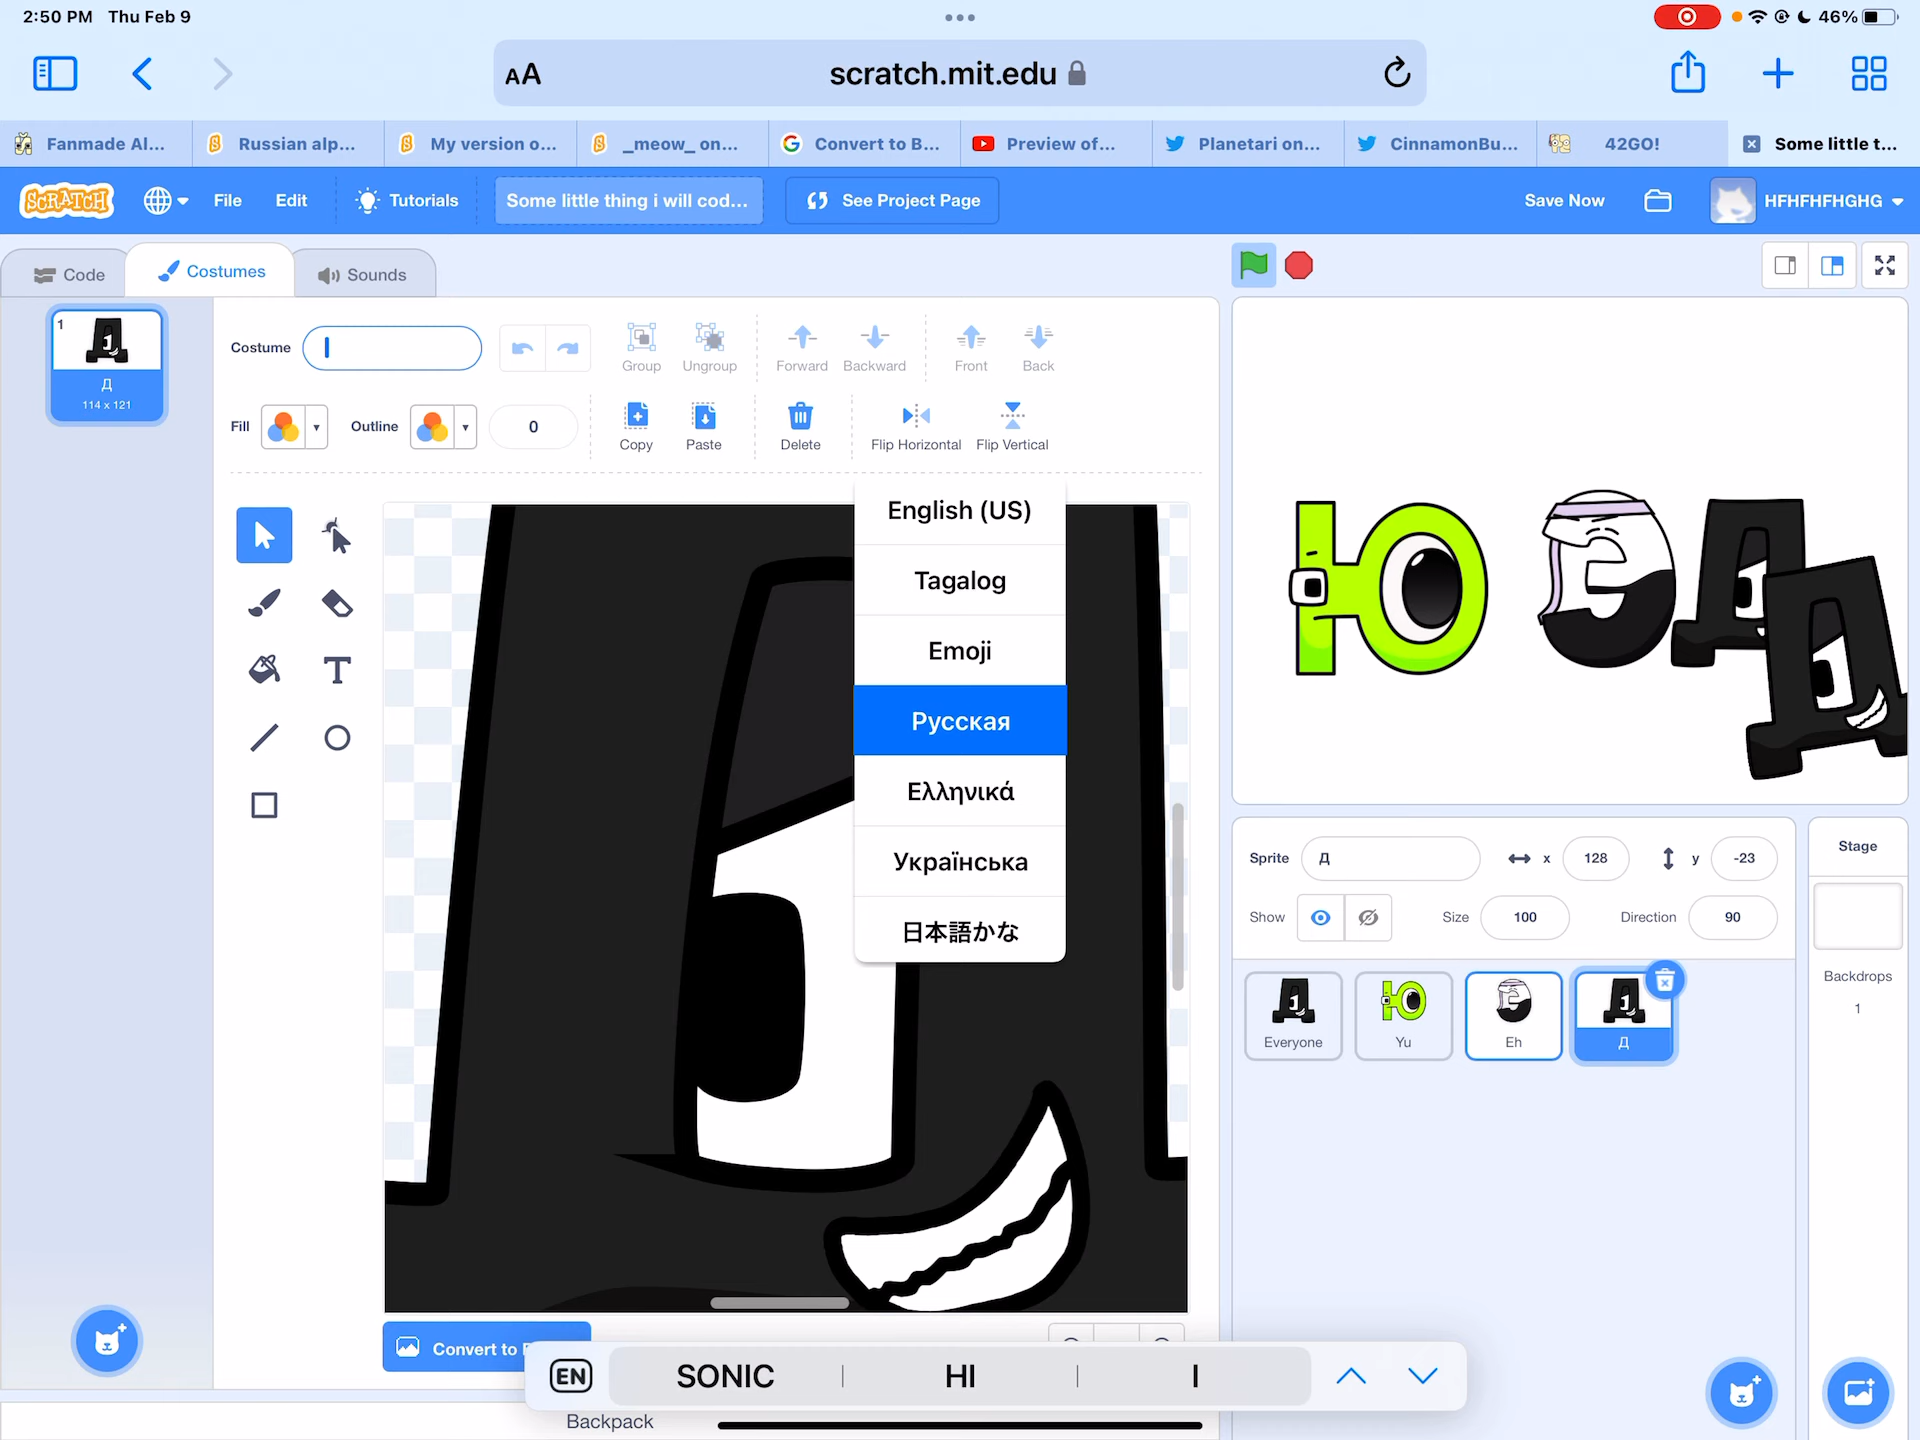 2:50 PM Thu Feb 9
46%
AA scratch.mit.edu
Fanmade Al...
Russian alp...
My version o...
_meow_ on...
Convert to B...
Preview of...
Planetari on...
CinnamonBu...
42GO!
Some little t...
SCRATCH
File
Edit
Tutorials
Some little thing i will cod...
See Project Page
Save Now
HFHFHFHGHG
Code
Costumes
Sounds
1
Д
114 x 121
Costume
Group
Ungroup
Forward
Backward
Front
Back
Fill
Outline
0
Copy
Paste
Delete
Flip Horizontal
Flip Vertical
T
English (US)
Tagalog
Emoji
Русская
Ελληνικά
Українська
日本語かな
Ю Э Д Д
Sprite Д x 128 y -23
Show Size 100 Direction 90
Everyone
Yu
Eh
Д
Stage
Backdrops
1
Convert to
EN SONIC HI I
Backpack